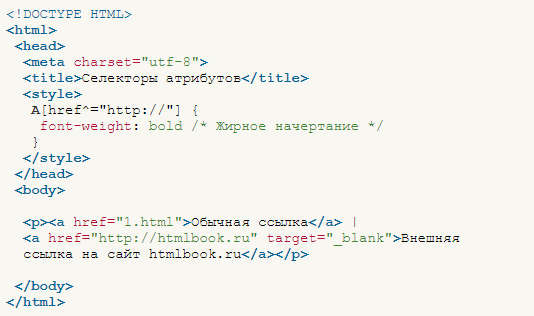 <!DOCTYPE HTML>
<html>
<head>
<meta charset="utf-8">
<title>Селекторы атрибутов</title>
<style>
A[href^="http://"] {
font-weight: bold /* Жирное начертание */
}
</style>
</head>
<body>
<p><a href="1.html">Обычная ссылка</a> |
<a href="http://htmlbook.ru" target="_blank">Внешняя
ссылка на сайт htmlbook.ru</a></p>
</body>
</html>